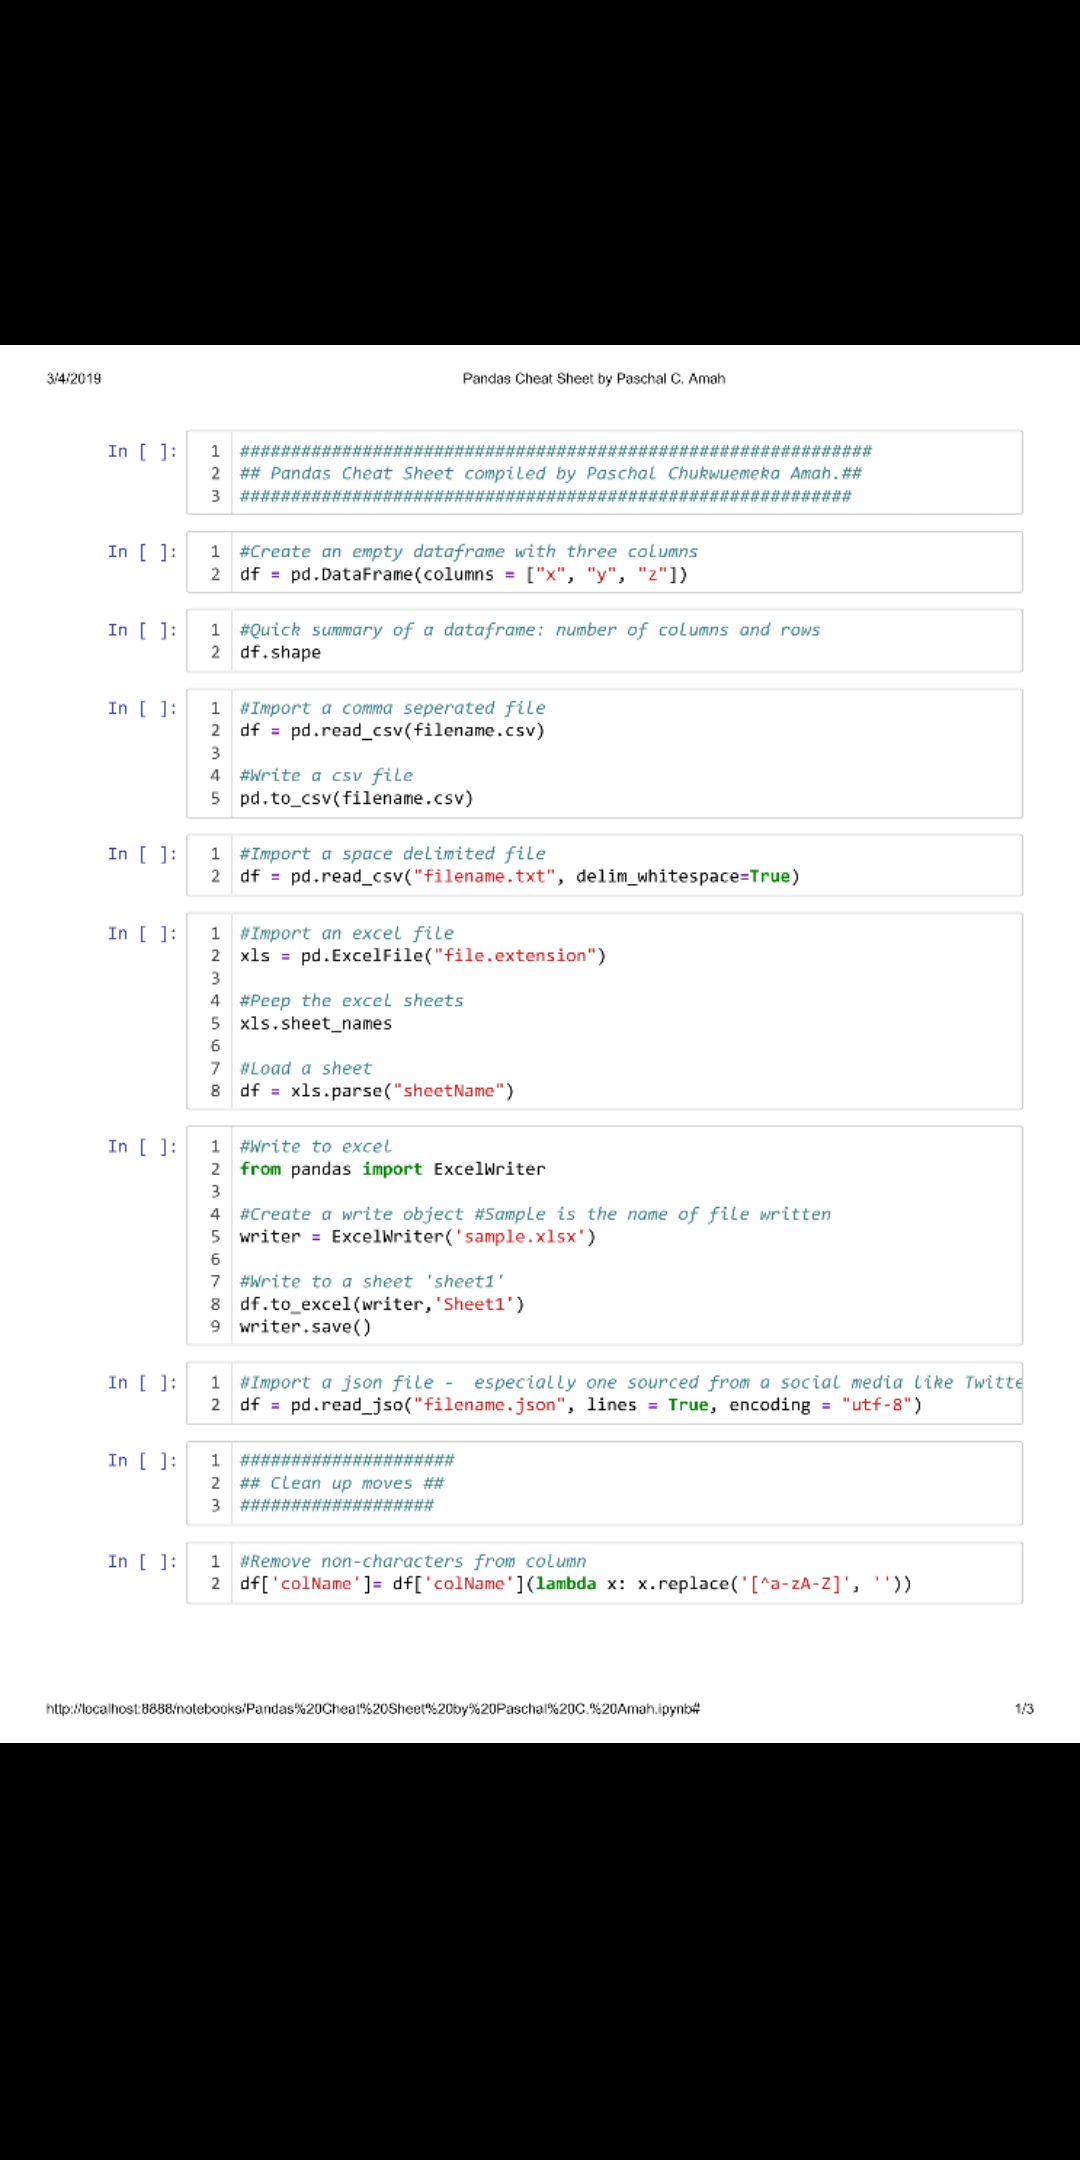 3/4/2019 Pandas Cheat Sheet by Paschal C. Amah
In [ ]: 1 ##############################################################
2 ## Pandas Cheat Sheet compiled by Paschal Chukwuemeka Amah.##
3 ############################################################
In [ ]: 1 #Create an empty dataframe with three columns
2 df = pd.DataFrame(columns = ["x", "y", "z"])
In [ ]: 1 #Quick summary of a dataframe: number of columns and rows
2 df.shape
In [ ]: 1 #Import a comma seperated file
2 df = pd.read_csv(filename.csv)
3
4 #Write a csv file
5 pd.to_csv(filename.csv)
In [ ]: 1 #Import a space delimited file
2 df = pd.read_csv("filename.txt", delim_whitespace=True)
In [ ]: 1 #Import an excel file
2 xls = pd.ExcelFile("file.extension")
3
4 #Peep the excel sheets
5 xls.sheet_names
6
7 #Load a sheet
8 df = xls.parse("sheetName")
In [ ]: 1 #Write to excel
2 from pandas import ExcelWriter
3
4 #Create a write object #Sample is the name of file written
5 writer = ExcelWriter('sample.xlsx')
6
7 #Write to a sheet 'sheet1'
8 df.to_excel(writer,'Sheet1')
9 writer.save()
In [ ]: 1 #Import a json file -  especially one sourced from a social media like Twitte
2 df = pd.read_jso("filename.json", lines = True, encoding = "utf-8")
In [ ]: 1 #####################
2 ## Clean up moves ##
3 ###################
In [ ]: 1 #Remove non-characters from column
2 df['colName']= df['colName'](lambda x: x.replace('[^a-zA-Z]', ''))
http://localhost:8888/notebooks/Pandas%20Cheat%20Sheet%20by%20Paschal%20C.%20Amah.ipynb# 1/3